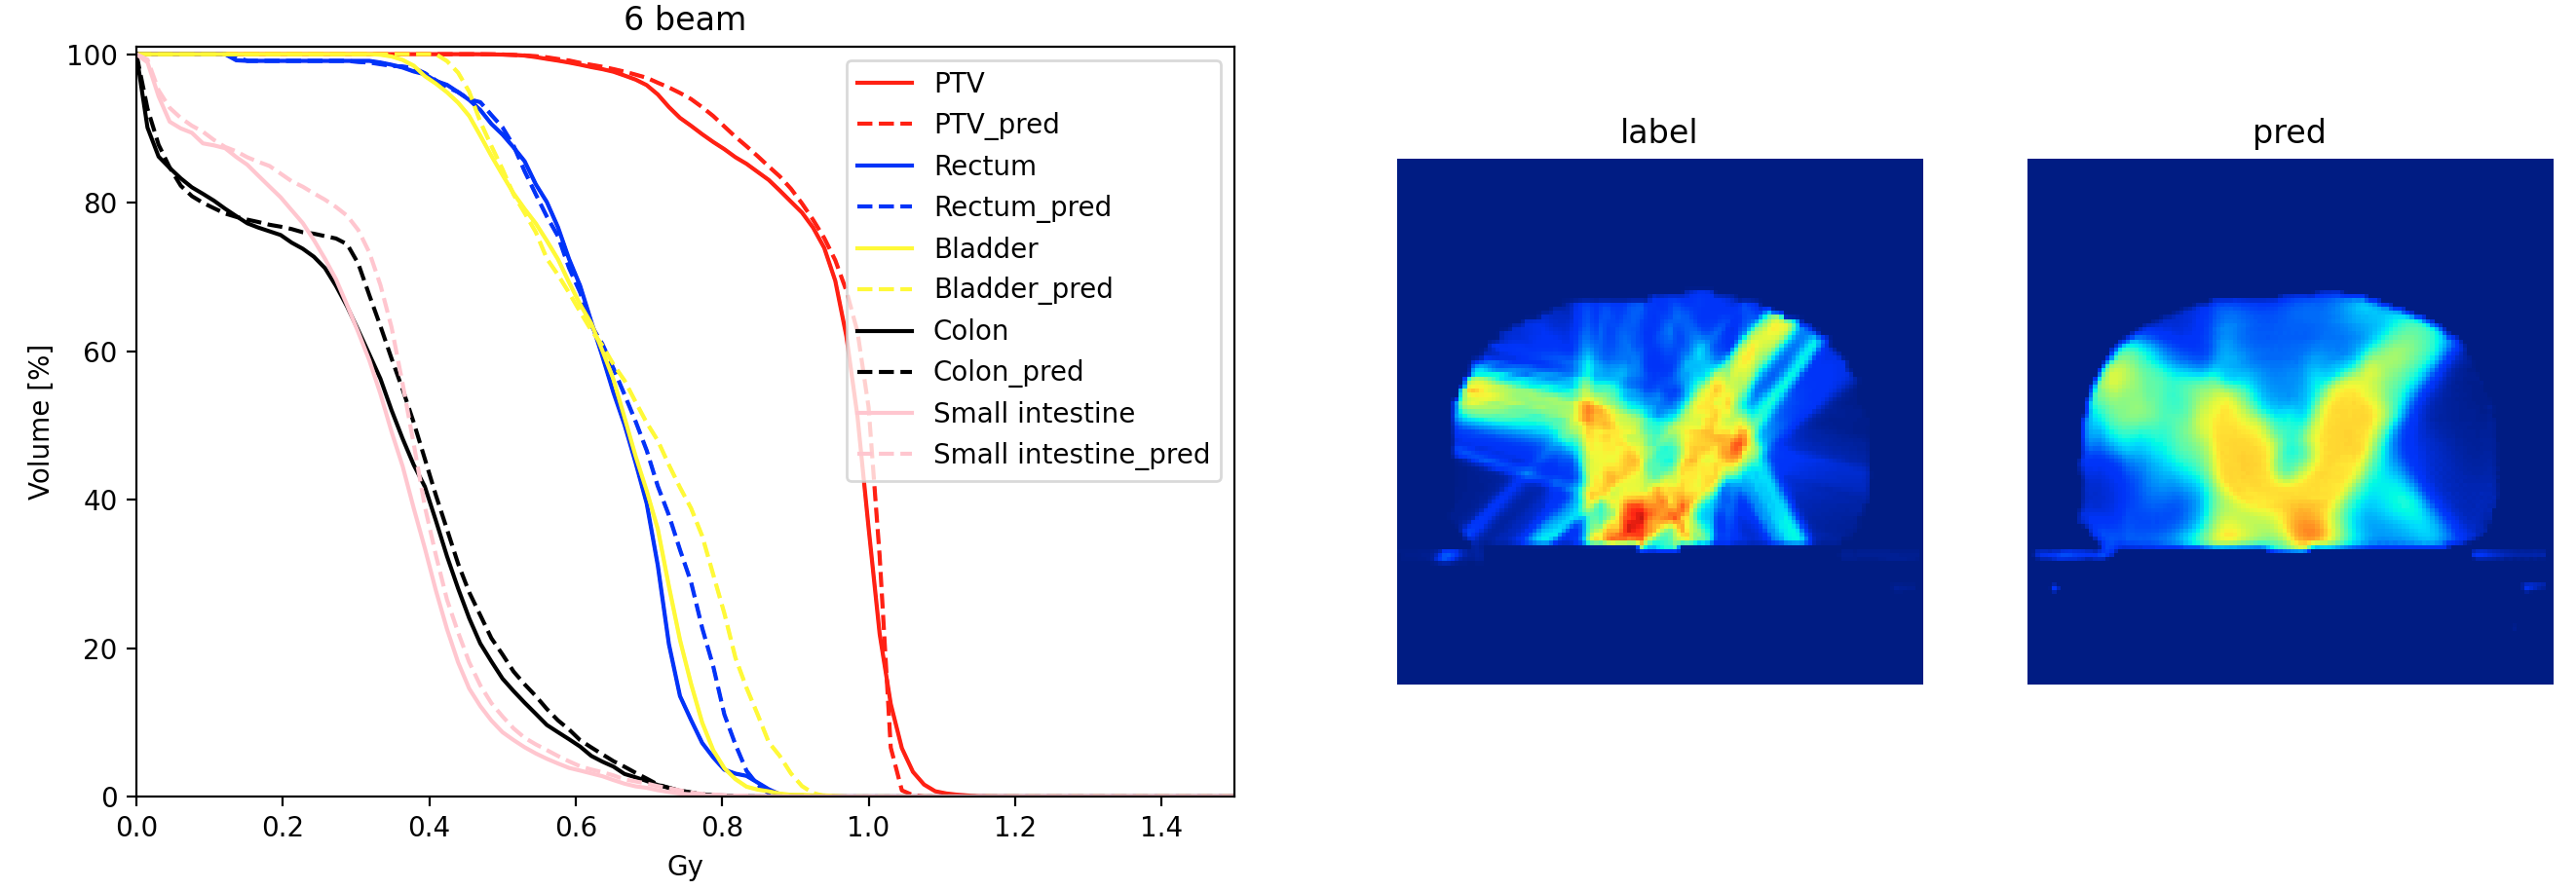 6 beam
100
80
60
40
20
0
Volume [%]
0.0 0.2 0.4 0.6 0.8 1.0 1.2 1.4
Gy
PTV
PTV_pred
Rectum
Rectum_pred
Bladder
Bladder_pred
Colon
Colon_pred
Small intestine
Small intestine_pred
label
pred